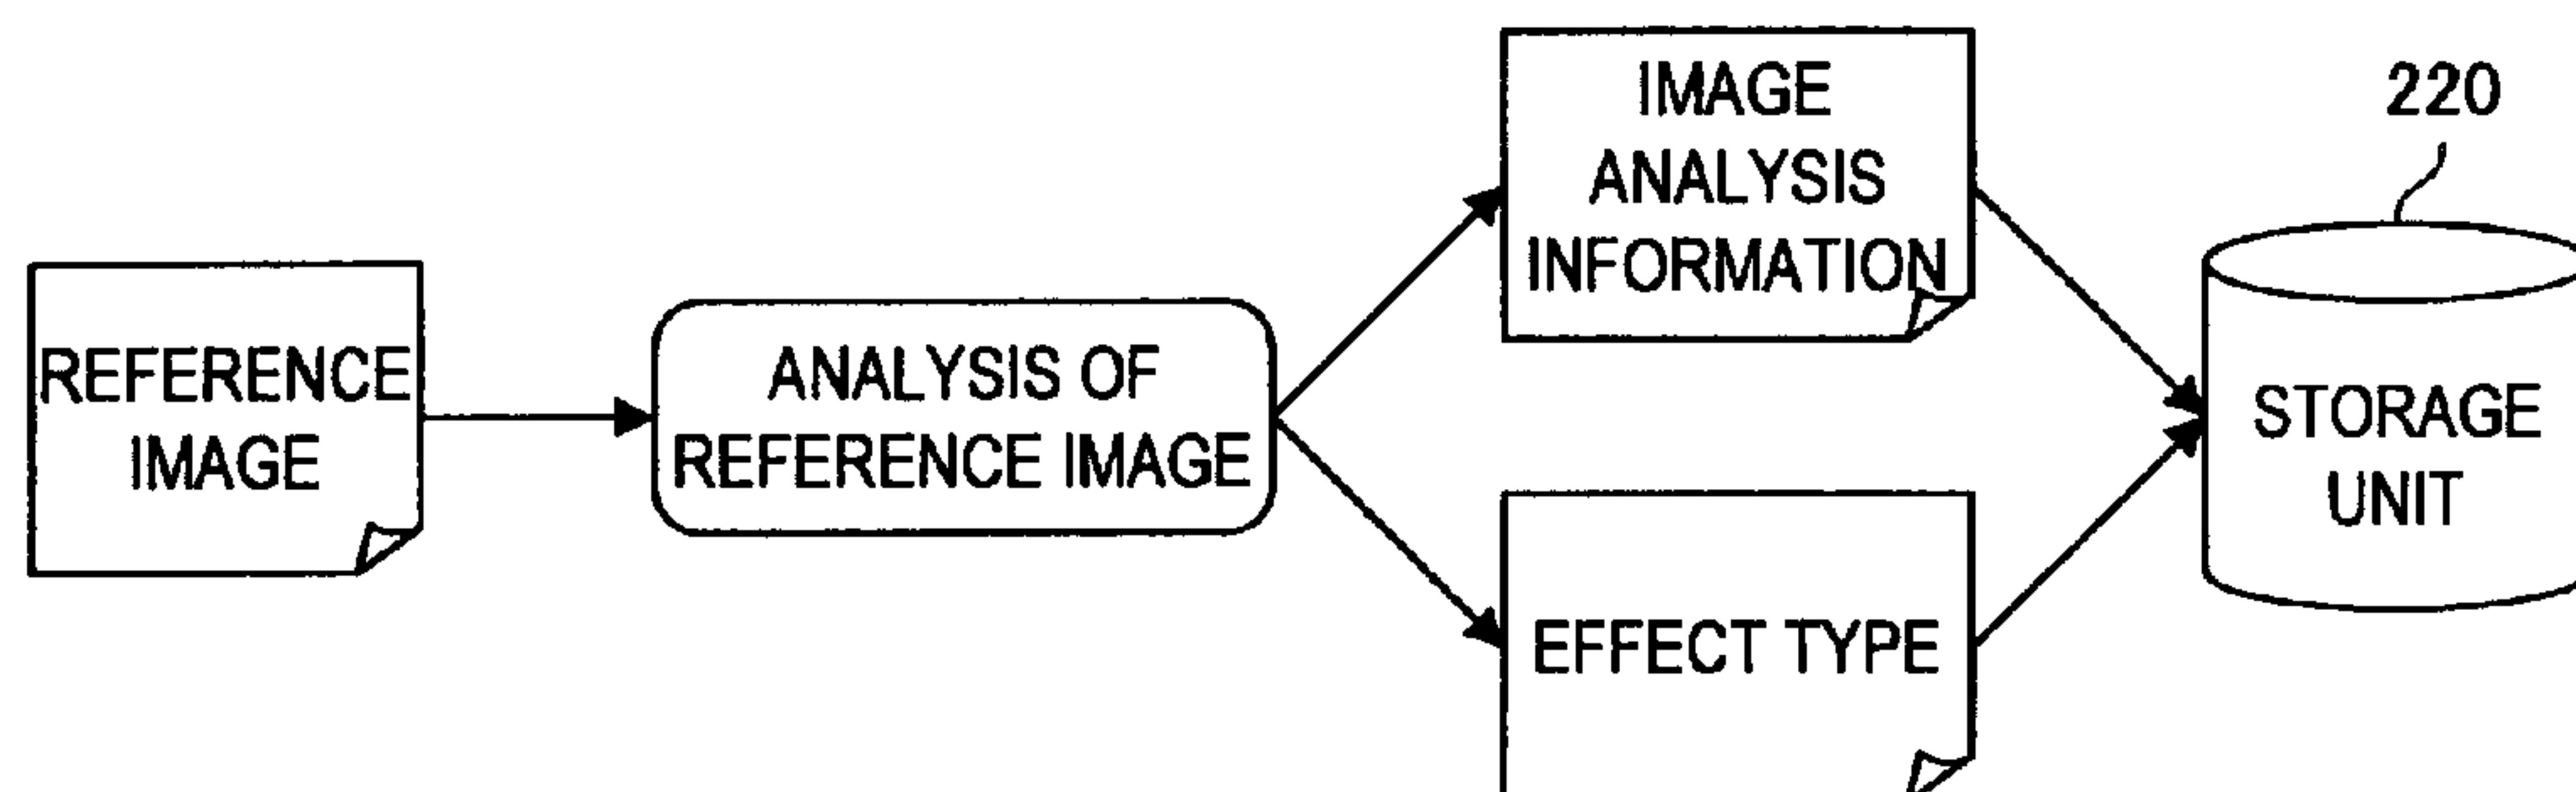 REFERENCE
IMAGE
ANALYSIS OF
REFERENCE IMAGE
IMAGE
ANALYSIS
INFORMATION
EFFECT TYPE
220
STORAGE
UNIT